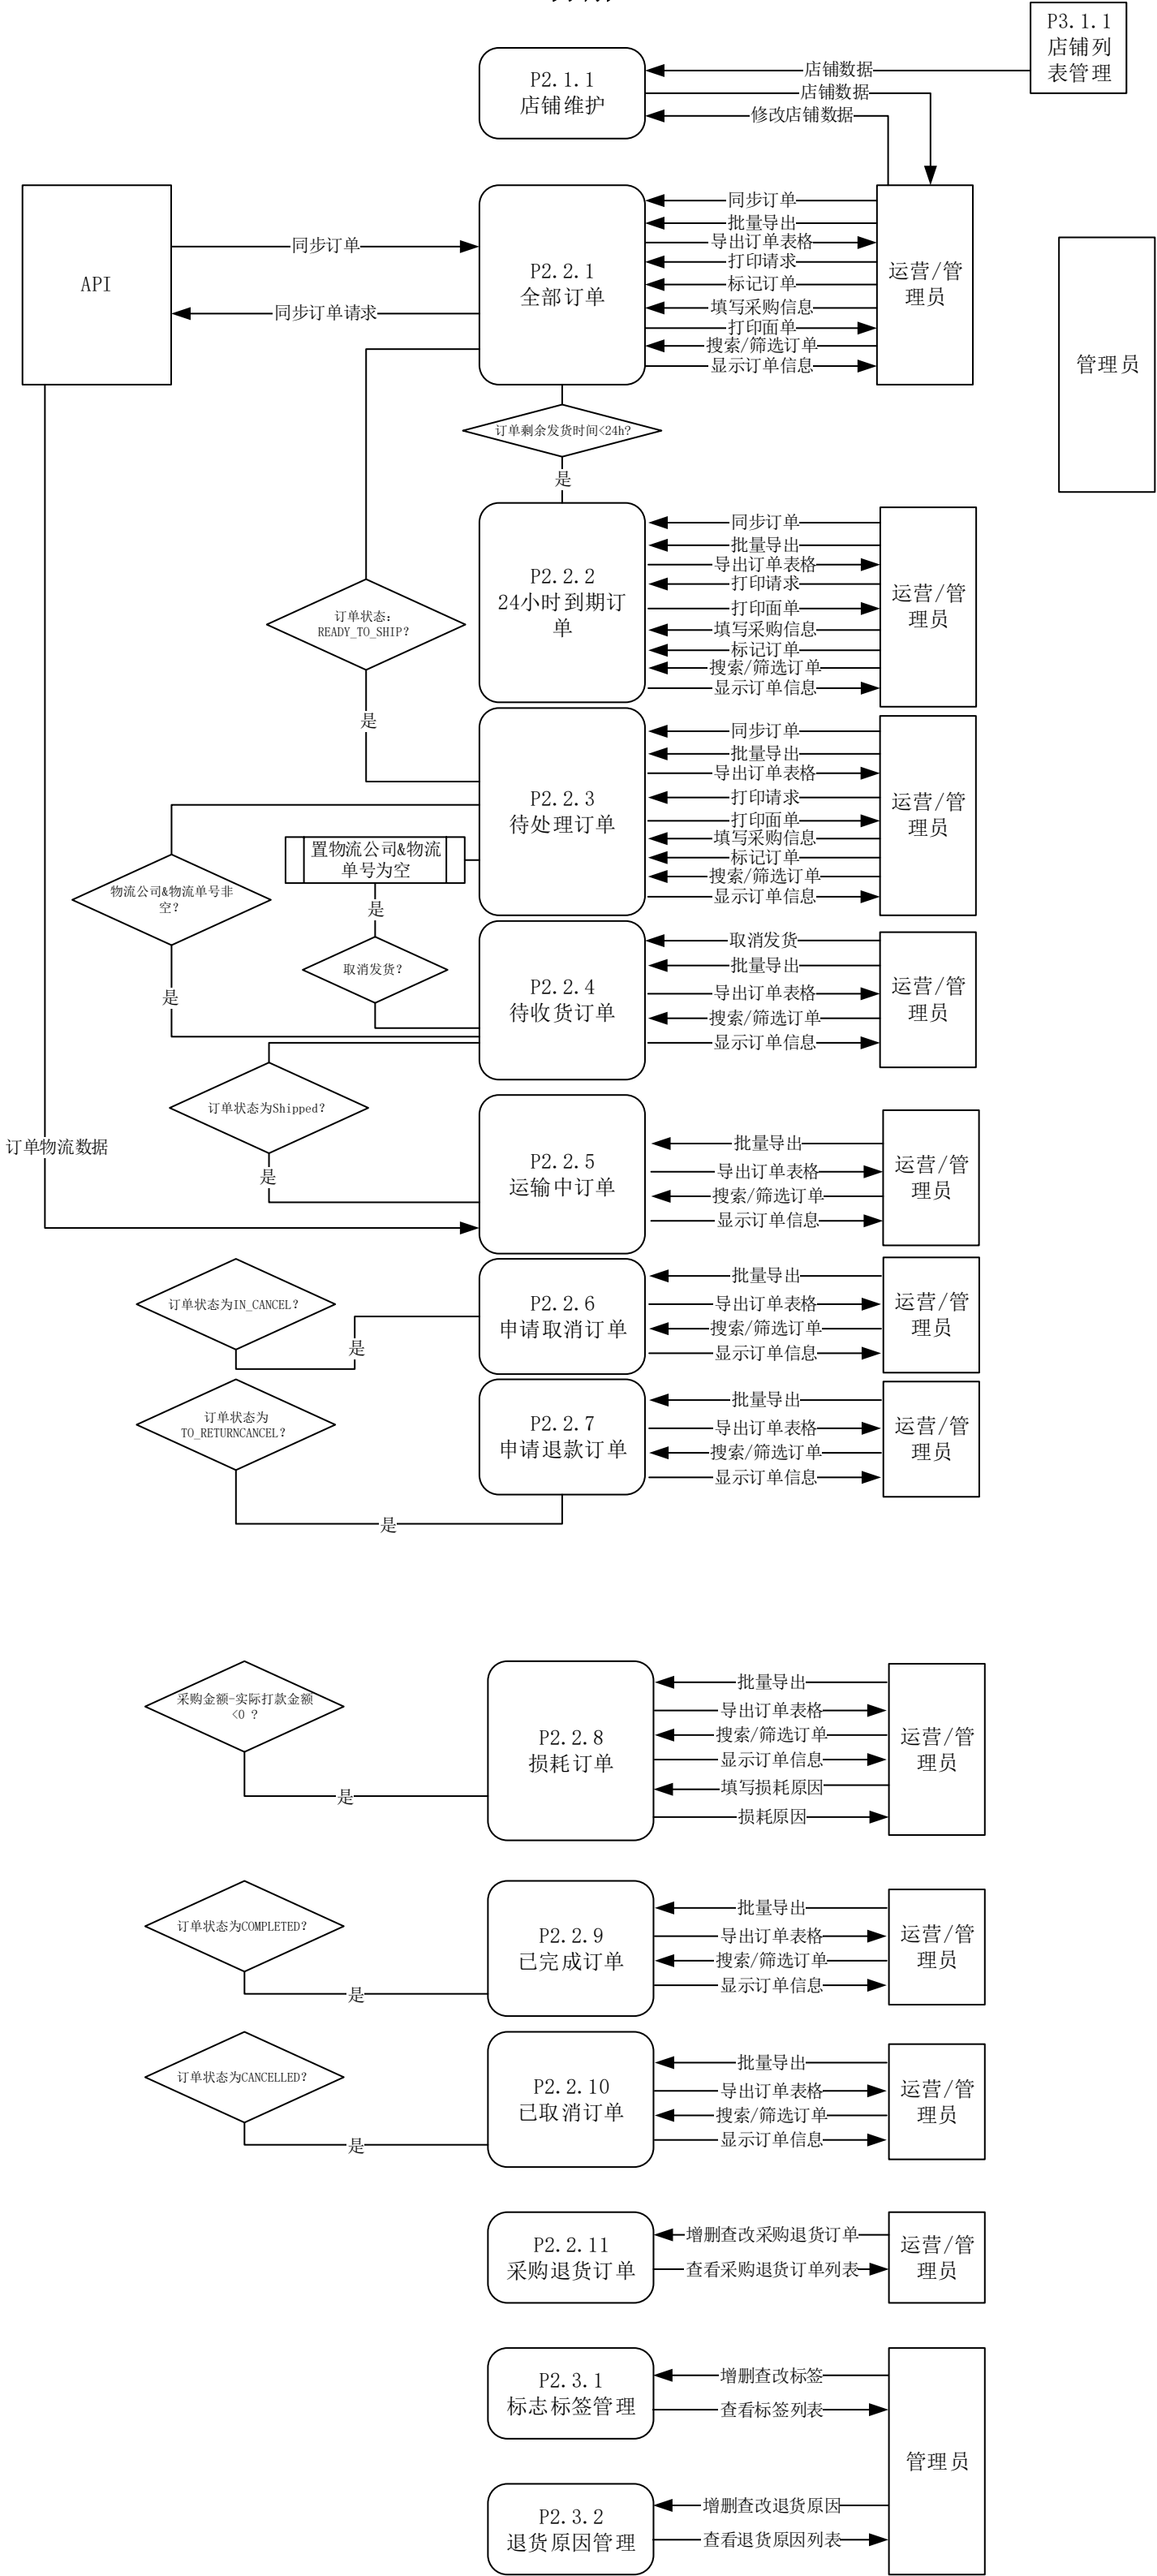 P3.1.1
店铺列
表管理
P2.1.1
店铺维护
店铺数据
店铺数据
修改店铺数据
API
同步订单
同步订单请求
P2.2.1
全部订单
同步订单
批量导出
导出订单表格
打印请求
标记订单
填写采购信息
打印面单
搜索/筛选订单
显示订单信息
运营/管
理员
管理员
订单剩余发货时间<24h?
是
P2.2.2
24小时到期订
单
同步订单
批量导出
导出订单表格
打印请求
打印面单
填写采购信息
标记订单
搜索/筛选订单
显示订单信息
运营/管
理员
订单状态:
READY_TO_SHIP?
是
P2.2.3
待处理订单
同步订单
批量导出
导出订单表格
打印请求
打印面单
填写采购信息
标记订单
搜索/筛选订单
显示订单信息
运营/管
理员
置物流公司&物流
单号为空
是
物流公司&物流单号非
空?
是
取消发货?
P2.2.4
待收货订单
取消发货
批量导出
导出订单表格
搜索/筛选订单
显示订单信息
运营/管
理员
订单状态为Shipped?
是
订单物流数据
P2.2.5
运输中订单
批量导出
导出订单表格
搜索/筛选订单
显示订单信息
运营/管
理员
订单状态为IN_CANCEL?
是
P2.2.6
申请取消订单
批量导出
导出订单表格
搜索/筛选订单
显示订单信息
运营/管
理员
订单状态为
TO_RETURNCANCEL?
是
P2.2.7
申请退款订单
批量导出
导出订单表格
搜索/筛选订单
显示订单信息
运营/管
理员
采购金额-实际打款金额
<0 ?
是
P2.2.8
损耗订单
批量导出
导出订单表格
搜索/筛选订单
显示订单信息
填写损耗原因
损耗原因
运营/管
理员
订单状态为COMPLETED?
是
P2.2.9
已完成订单
批量导出
导出订单表格
搜索/筛选订单
显示订单信息
运营/管
理员
订单状态为CANCELLED?
是
P2.2.10
已取消订单
批量导出
导出订单表格
搜索/筛选订单
显示订单信息
运营/管
理员
P2.2.11
采购退货订单
增删查改采购退货订单
查看采购退货订单列表
运营/管
理员
P2.3.1
标志标签管理
增删查改标签
查看标签列表
管理员
P2.3.2
退货原因管理
增删查改退货原因
查看退货原因列表